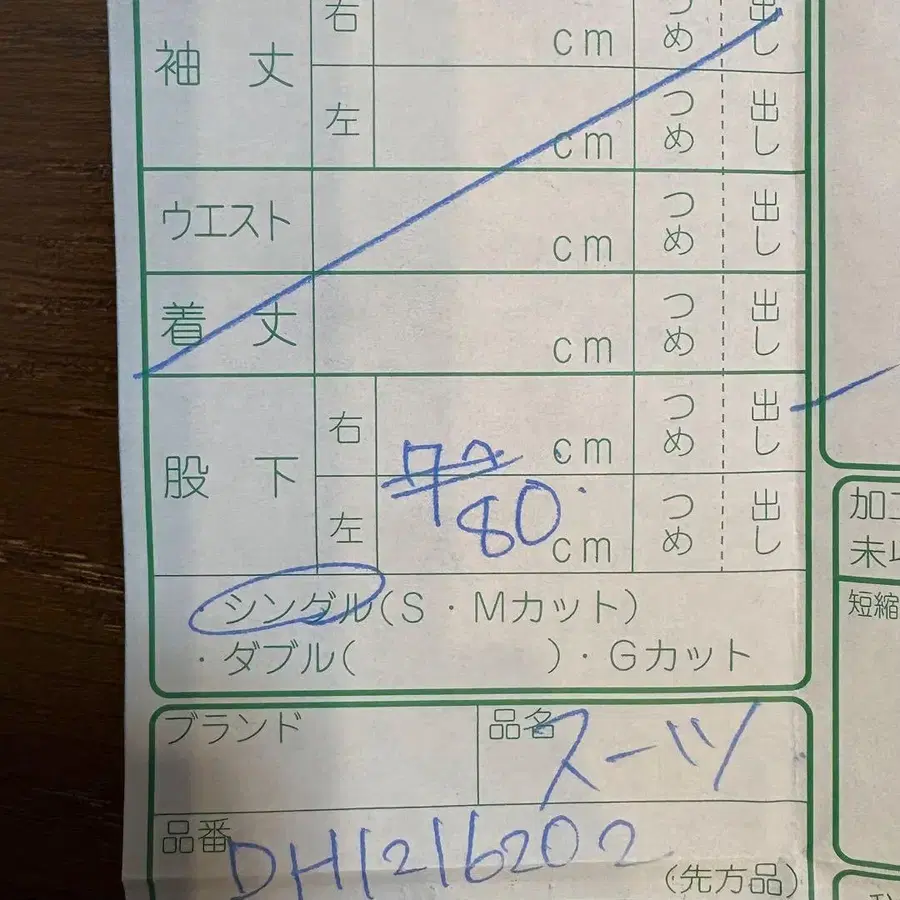 右 cm つめ 出し
袖丈
左 cm つめ 出し
ウエスト cm つめ 出し
着丈 cm つめ 出し
右 cm つめ 出し
股下
左 80 cm つめ 出し
シングル(S・Mカット)
・ダブル( )・Gカット
ブランド 品名 スーツ
品番 DH1216202
(先方品)
加工
短縮